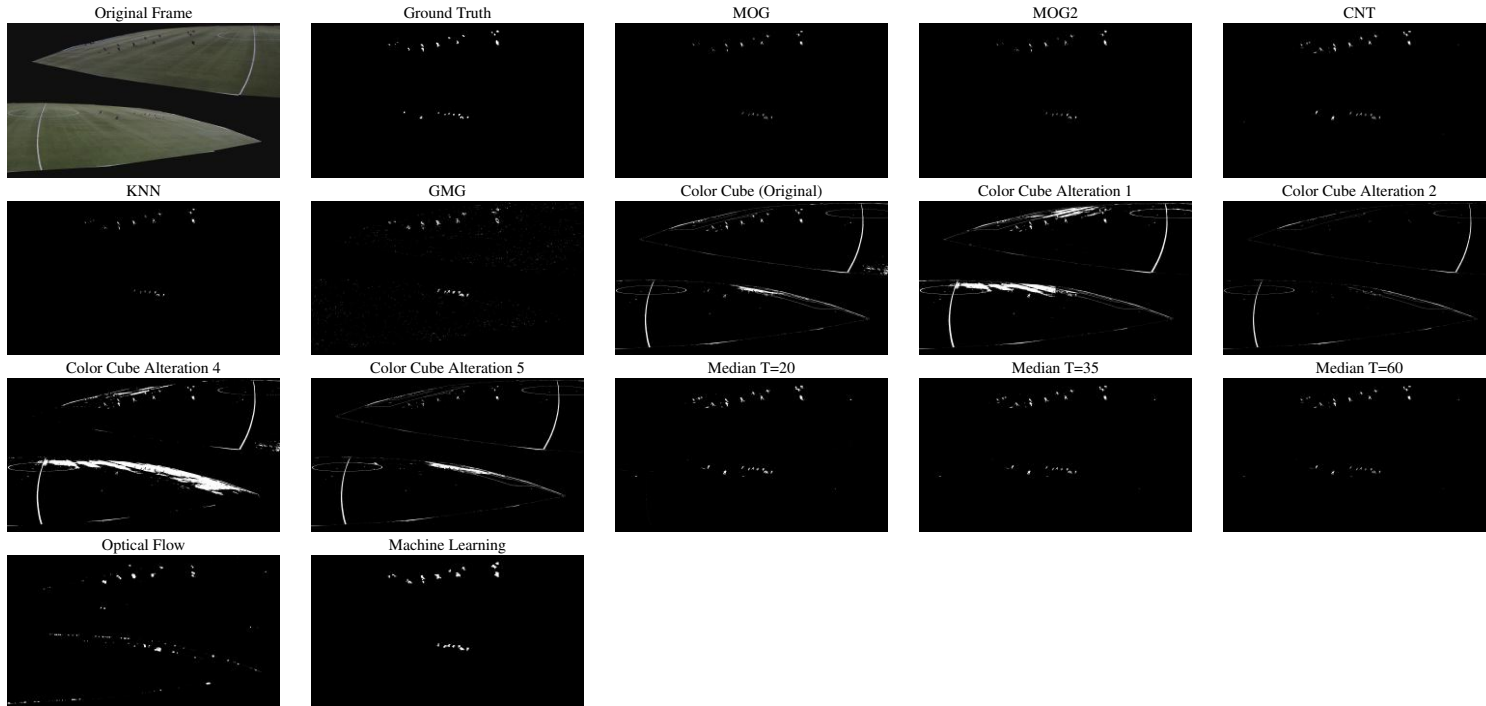 Original Frame
Ground Truth
MOG
MOG2
CNT
KNN
GMG
Color Cube (Original)
Color Cube Alteration 1
Color Cube Alteration 2
Color Cube Alteration 4
Color Cube Alteration 5
Median T=20
Median T=35
Median T=60
Optical Flow
Machine Learning